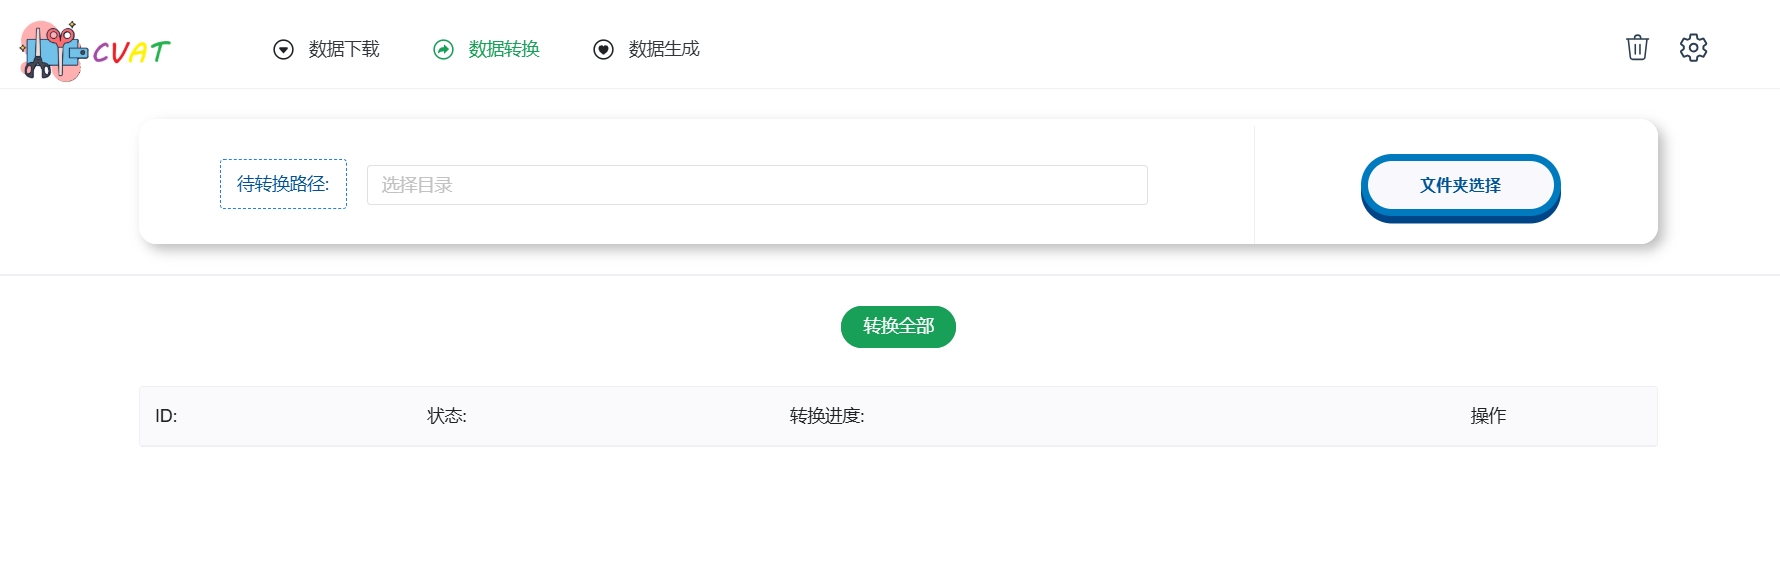 CVAT 数据下载 数据转换 数据生成
待转换路径: 选择目录 文件夹选择
转换全部
ID: 状态: 转换进度: 操作